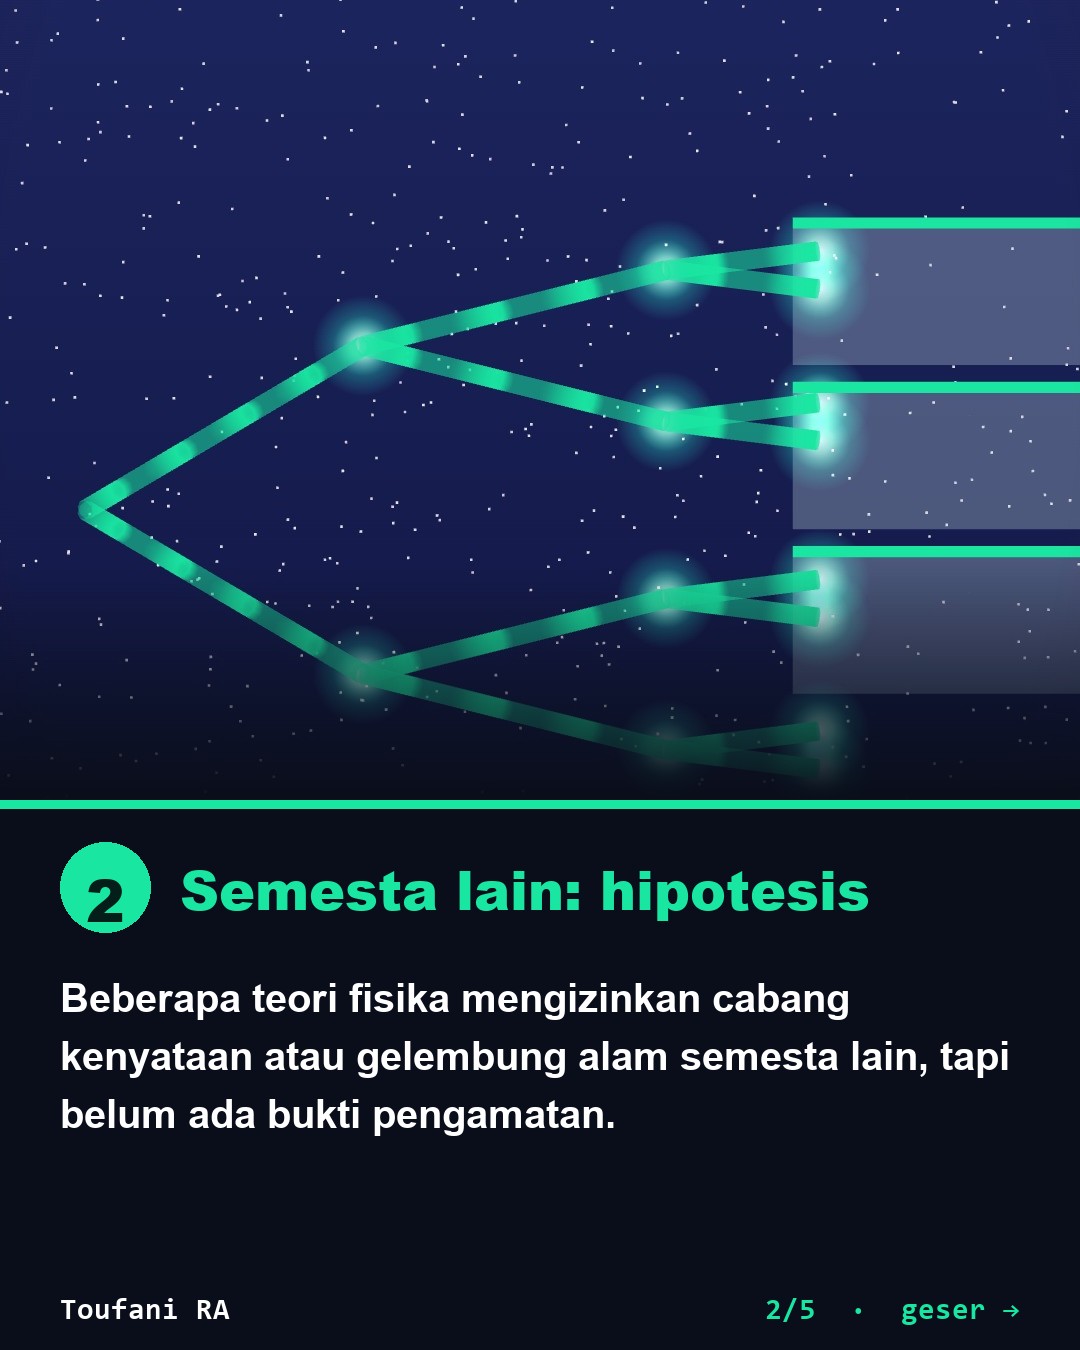 2
Semesta lain: hipotesis
Beberapa teori fisika mengizinkan cabang
kenyataan atau gelembung alam semesta lain, tapi
belum ada bukti pengamatan.
Toufani RA
2/5 · geser →